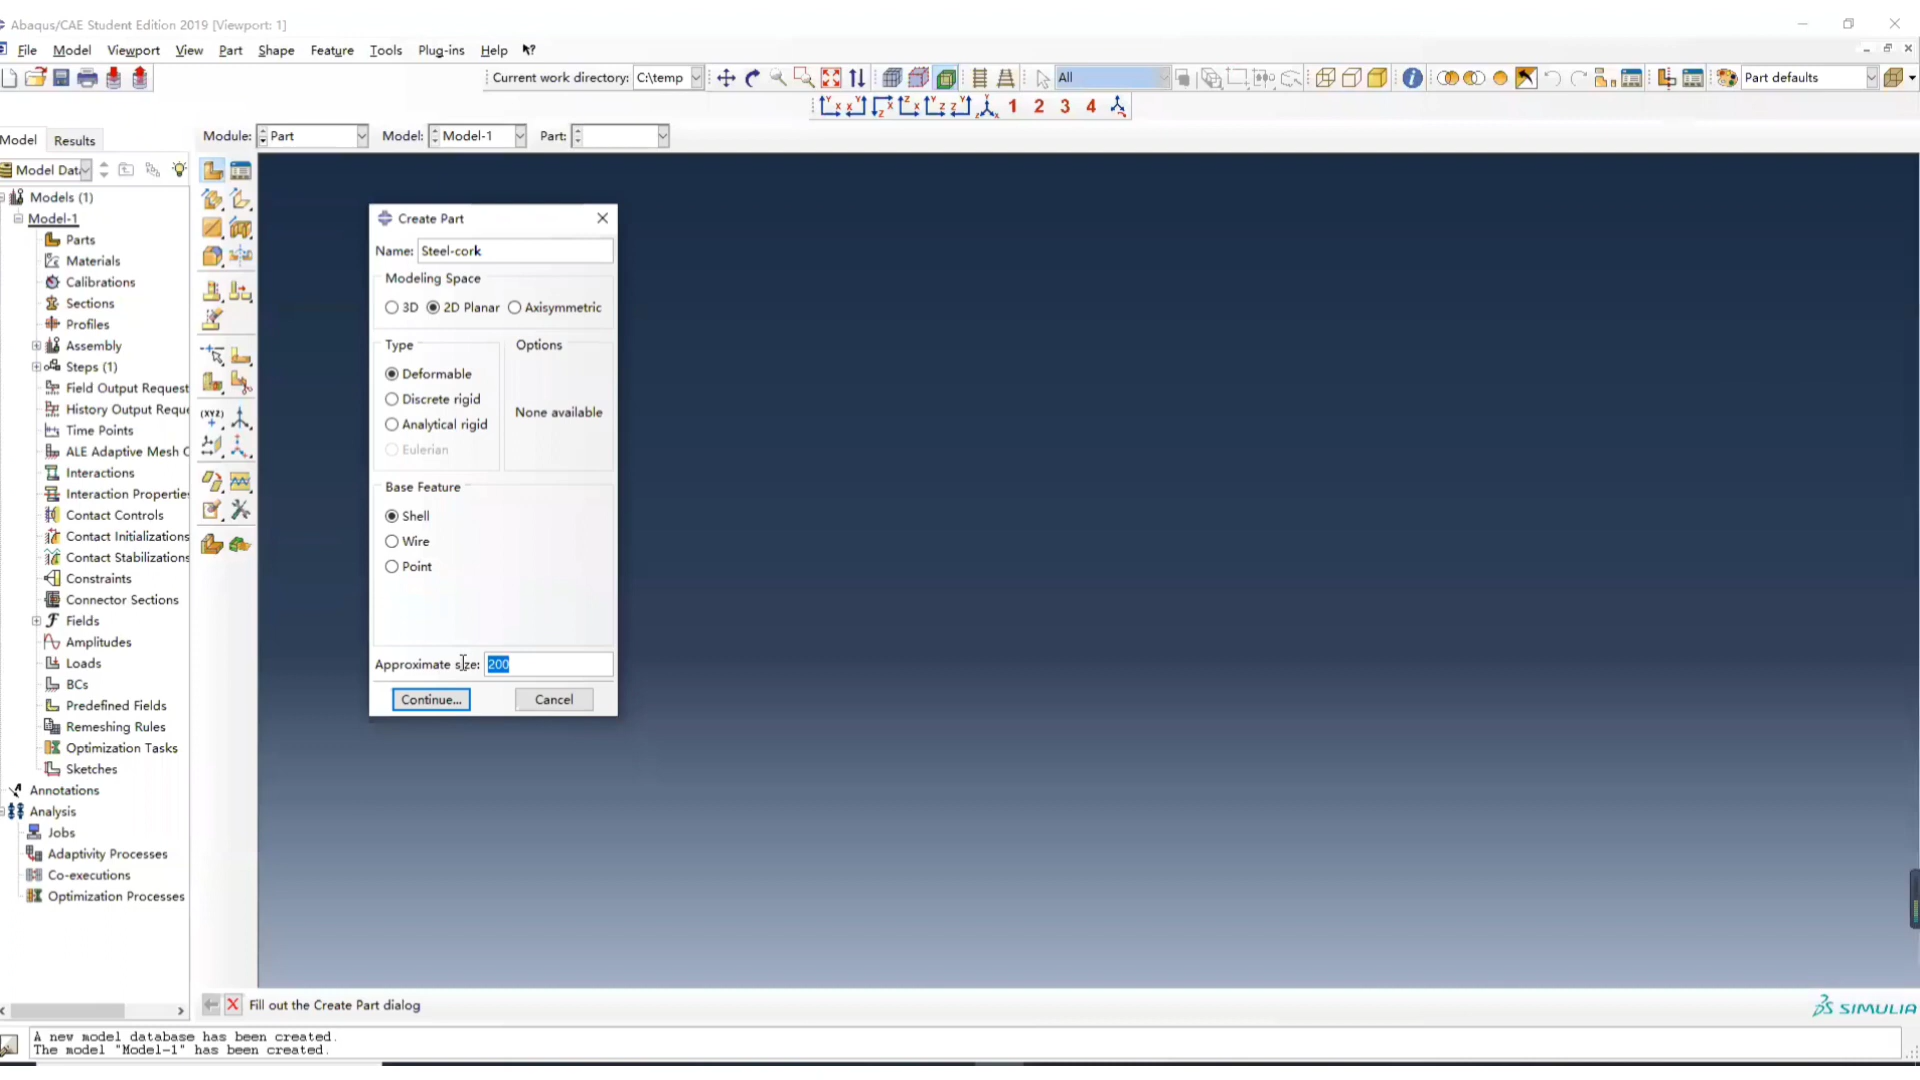 Abaqus/CAE Student Edition 2019 [Viewport: 1]
File Model Viewport View Part Shape Feature Tools Plug-ins Help
Current work directory: C:\temp
All
Part defaults
1 2 3 4
Model Results
Module: Part Model: Model-1 Part:
Model Dat
Models (1)
Model-1
Parts
Materials
Calibrations
Sections
Profiles
Assembly
Steps (1)
Field Output Request
History Output Reque
Time Points
ALE Adaptive Mesh C
Interactions
Interaction Propertie
Contact Controls
Contact Initializations
Contact Stabilizations
Constraints
Connector Sections
Fields
Amplitudes
Loads
BCs
Predefined Fields
Remeshing Rules
Optimization Tasks
Sketches
Annotations
Analysis
Jobs
Adaptivity Processes
Co-executions
Optimization Processes
(XYZ)
Create Part
Name: Steel-cork
Modeling Space
3D 2D Planar Axisymmetric
Type
Options
Deformable
Discrete rigid
None available
Analytical rigid
Eulerian
Base Feature
Shell
Wire
Point
Approximate size: 200
Continue... Cancel
Fill out the Create Part dialog
SIMULIA
A new model database has been created.
The model "Model-1" has been created.